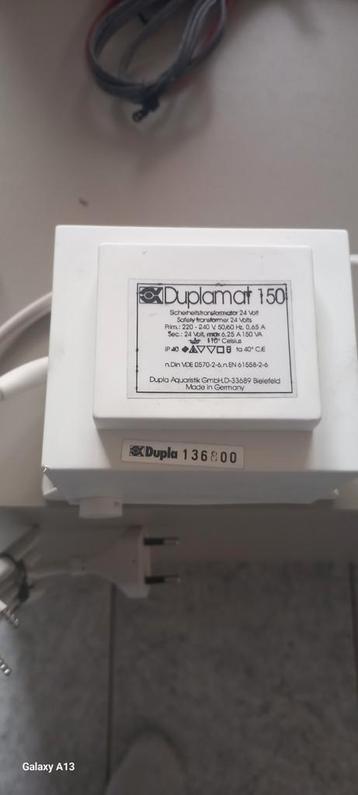 Duplamat 150
Sicherheitstransformator 24 Volt
Safety transformer 24 Volts
Prim.: 220 - 240 V, 50/60 Hz, 0,65 A
Sec.: 24 Volt, max 6,25 A 150 VA
110° Celsius
IP 40 ta 40° C.E
n.Din VDE 0570-2-6,n.EN 61558-2-6
Dupla Aquaristik GmbH,D-33689 Bielefeld
Made in Germany
Dupla 136800
Galaxy A13